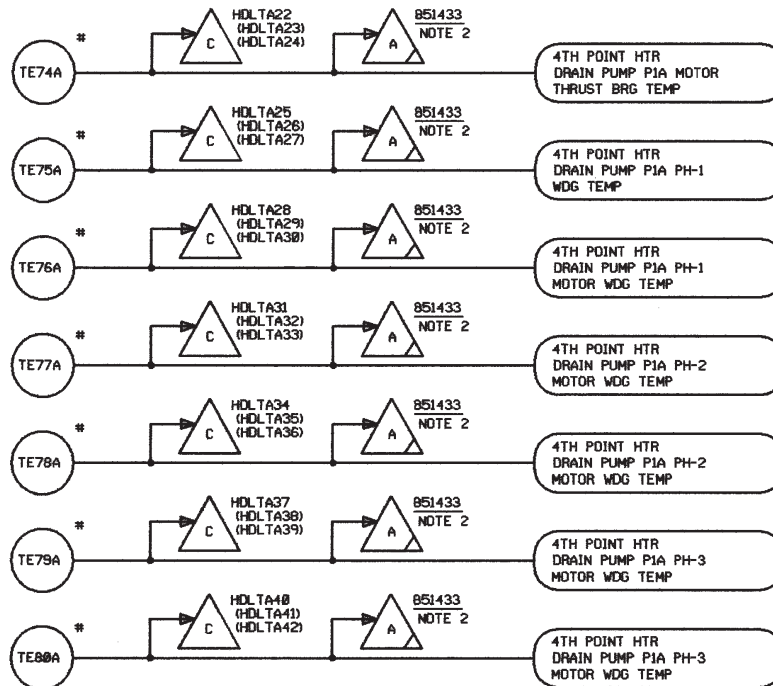 #
HDLTA22
(HDLTA23)
(HDLTA24)
851433
NOTE 2
C
A
TE74A
4TH POINT HTR
DRAIN PUMP P1A MOTOR
THRUST BRG TEMP
#
HDLTA25
(HDLTA26)
(HDLTA27)
851433
NOTE 2
C
A
TE75A
4TH POINT HTR
DRAIN PUMP P1A PH-1
WDG TEMP
#
HDLTA28
(HDLTA29)
(HDLTA30)
851433
NOTE 2
C
A
TE76A
4TH POINT HTR
DRAIN PUMP P1A PH-1
MOTOR WDG TEMP
#
HDLTA31
(HDLTA32)
(HDLTA33)
851433
NOTE 2
C
A
TE77A
4TH POINT HTR
DRAIN PUMP P1A PH-2
MOTOR WDG TEMP
#
HDLTA34
(HDLTA35)
(HDLTA36)
851433
NOTE 2
C
A
TE78A
4TH POINT HTR
DRAIN PUMP P1A PH-2
MOTOR WDG TEMP
#
HDLTA37
(HDLTA38)
(HDLTA39)
851433
NOTE 2
C
A
TE79A
4TH POINT HTR
DRAIN PUMP P1A PH-3
MOTOR WDG TEMP
#
HDLTA40
(HDLTA41)
(HDLTA42)
851433
NOTE 2
C
A
TE80A
4TH POINT HTR
DRAIN PUMP P1A PH-3
MOTOR WDG TEMP